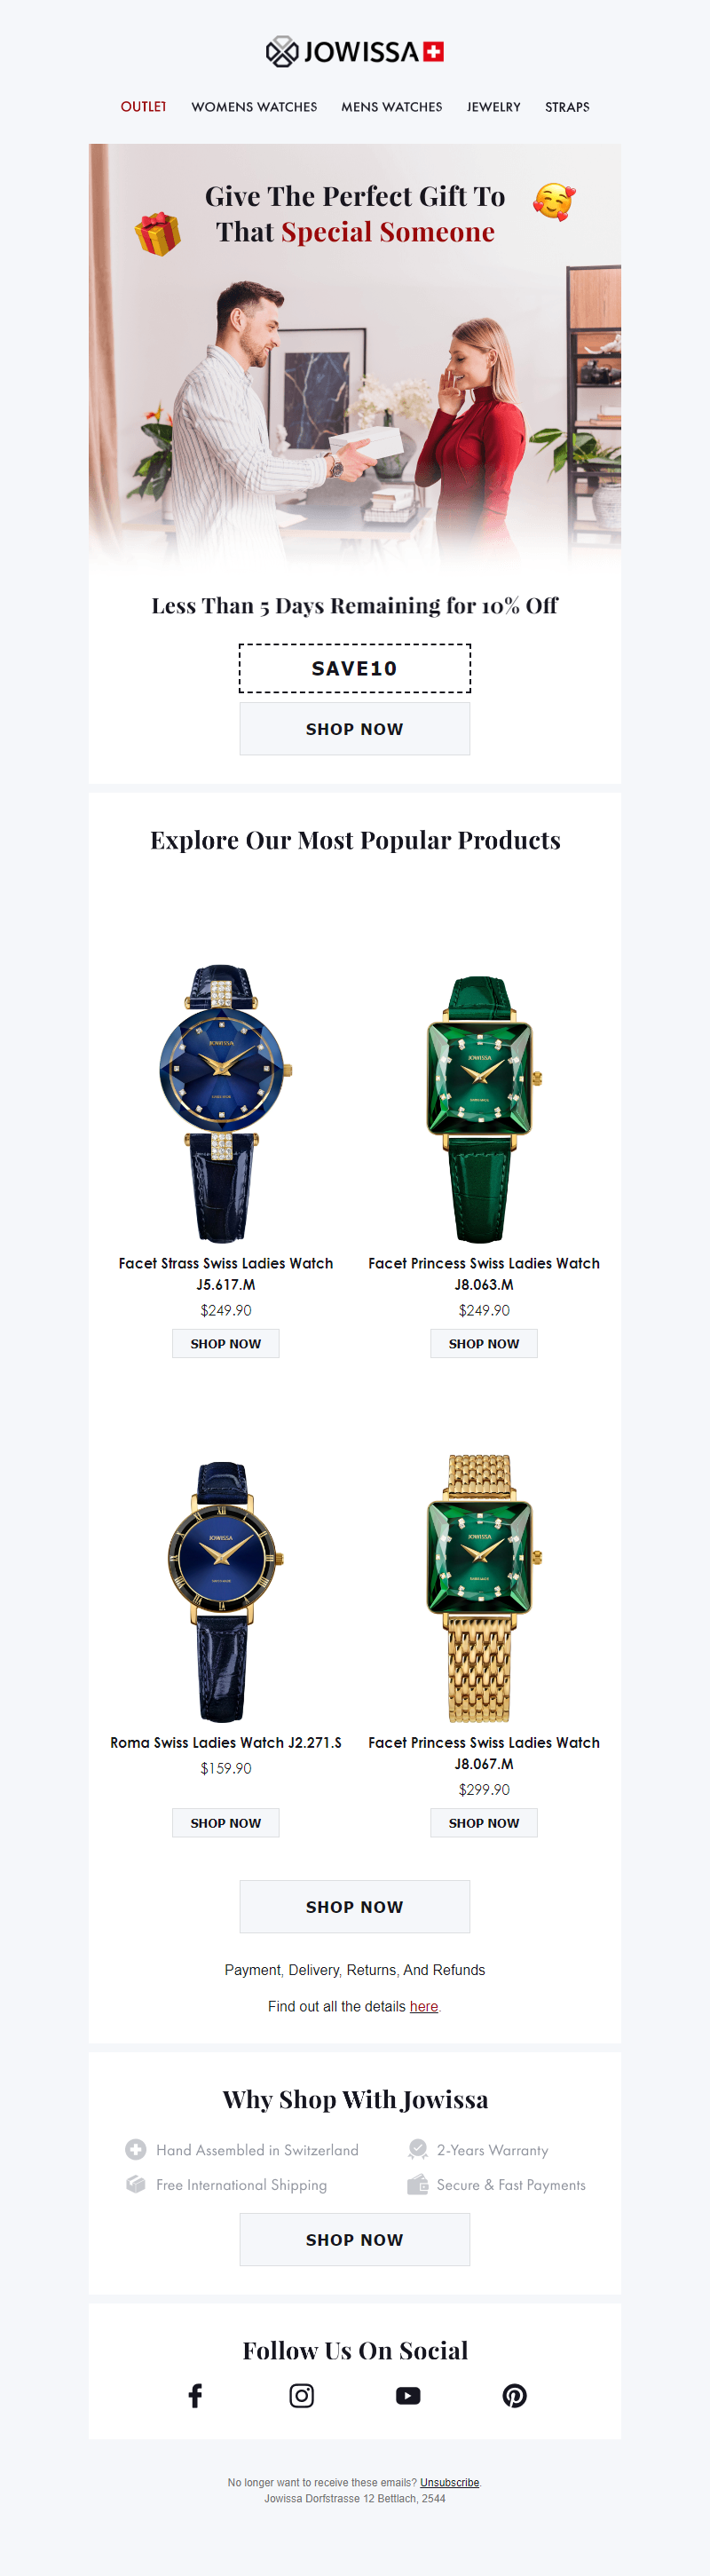 JOWISSA
OUTLET WOMENS WATCHES MENS WATCHES JEWELRY STRAPS
Give The Perfect Gift To
That Special Someone
Less Than 5 Days Remaining for 10% Off
SAVE10
SHOP NOW
Explore Our Most Popular Products
JOWISSA
JOWISSA
Facet Strass Swiss Ladies Watch
J5.617.M
$249.90
SHOP NOW
Facet Princess Swiss Ladies Watch
J8.063.M
$249.90
SHOP NOW
JOWISSA
JOWISSA
Roma Swiss Ladies Watch J2.271.S
$159.90
SHOP NOW
Facet Princess Swiss Ladies Watch
J8.067.M
$299.90
SHOP NOW
SHOP NOW
Payment, Delivery, Returns, And Refunds
Find out all the details here.
Why Shop With Jowissa
Hand Assembled in Switzerland
2-Years Warranty
Free International Shipping
Secure & Fast Payments
SHOP NOW
Follow Us On Social
No longer want to receive these emails? Unsubscribe.
Jowissa Dorfstrasse 12 Bettlach, 2544